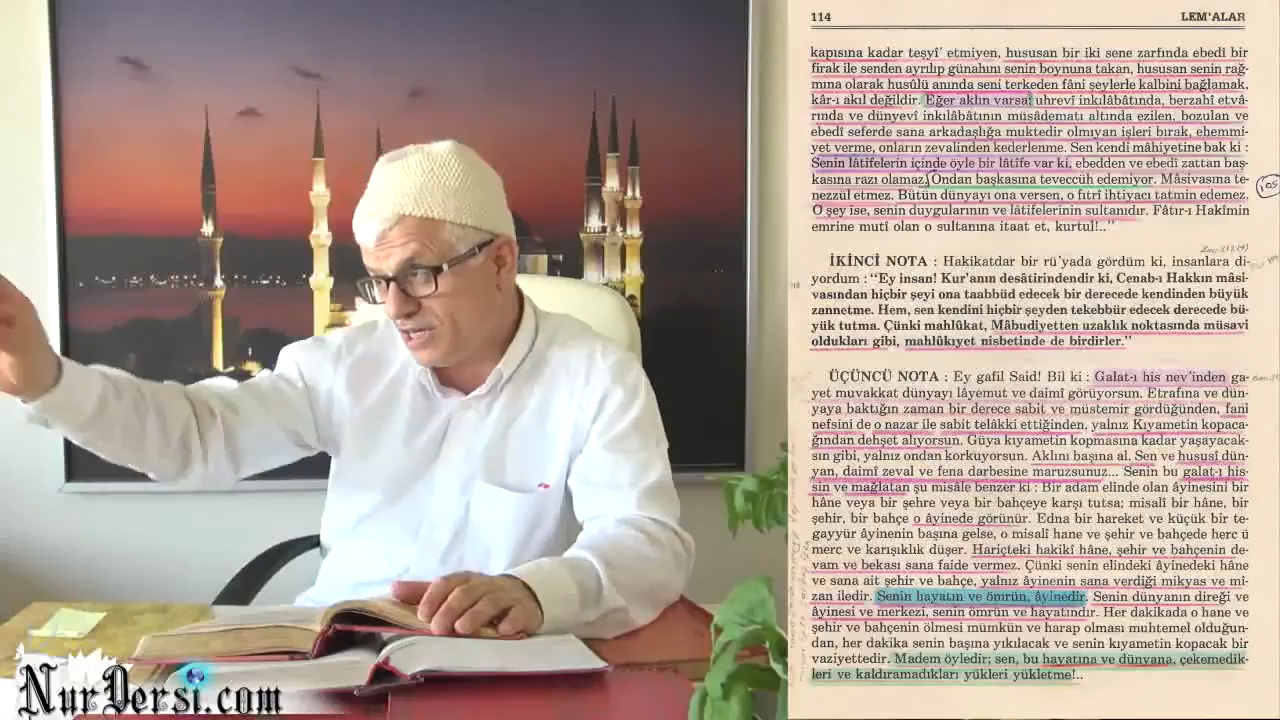 114 LEM'ALAR
kapısına kadar teşyî' etmiyen, hususan bir iki sene zarfında ebedî bir
firak ile senden ayrılıp günahını senin boynuna takan, hususan senin rağ-
mına olarak husûlü anında seni terkeden fâni şeylerle kalbini bağlamak,
kâr-ı akıl değildir. Eğer aklın varsa; uhrevî inkılâbâtında, berzahî etvâ-
rında ve dünyevî inkılâbâtının müsâdematı altında ezilen, bozulan ve
ebedî seferde sana arkadaşlığa muktedir olmıyan işleri bırak, ehemmi-
yet verme, onların zevalinden kederlenme. Sen kendi mâhiyetine bak ki :
Senin lâtifelerin içinde öyle bir lâtife var ki, ebedden ve ebedî zattan baş-
kasına razı olamaz. Ondan başkasına teveccüh edemiyor. Mâsivasına te-
nezzül etmez. Bütün dünyayı ona versen, o fıtrî ihtiyacı tatmin edemez.
O şey ise, senin duygularının ve lâtifelerinin sultanıdır. Fâtır-ı Hakîmin
emrine mutî olan o sultanına itaat et, kurtul!.."
İKİNCİ NOTA : Hakikatdar bir rü'yada gördüm ki, insanlara di-
yordum : "Ey insan! Kur'anın desâtirindendir ki, Cenab-ı Hakkın mâsi-
vasından hiçbir şeyi ona taabbüd edecek bir derecede kendinden büyük
zannetme. Hem, sen kendini hiçbir şeyden tekebbür edecek derecede bü-
yük tutma. Çünki mahlûkat, Mâbudiyetten uzaklık noktasında müsavi
oldukları gibi, mahlûkıyet nisbetinde de birdirler."
ÜÇÜNCÜ NOTA : Ey gafil Said! Bil ki : Galat-ı his nev'inden ga-
yet muvakkat dünyayı lâyemut ve daimî görüyorsun. Etrafına ve dün-
yaya baktığın zaman bir derece sabit ve müstemir gördüğünden, fani
nefsini de o nazar ile sabit telâkki ettiğinden, yalnız Kıyametin kopaca-
ğından dehşet alıyorsun. Güya kıyametin kopmasına kadar yaşayacak-
sın gibi, yalnız ondan korkuyorsun. Aklını başına al. Sen ve hususî dün-
yan, daimî zeval ve fena darbesine maruzsunuz... Senin bu galat-ı his-
sin ve mağlatan şu misâle benzer ki : Bir adam elinde olan âyinesini bir
hâne veya bir şehre veya bir bahçeye karşı tutsa; misalî bir hâne, bir
şehir, bir bahçe o âyinede görünür. Edna bir hareket ve küçük bir te-
gayyür âyinenin başına gelse, o misalî hane ve şehir ve bahçede herc ü
merc ve karışıklık düşer. Hariçteki hakikî hâne, şehir ve bahçenin de-
vam ve bekası sana faide vermez. Çünki senin elindeki âyinedeki hâne
ve sana ait şehir ve bahçe, yalnız âyinenin sana verdiği mikyas ve mî-
zan iledir. Senin hayatın ve ömrün, âyinedir. Senin dünyanın direği ve
âyinesi ve merkezi, senin ömrün ve hayatındır. Her dakikada o hane ve
şehir ve bahçenin ölmesi mümkün ve harap olması muhtemel olduğun-
dan, her dakika senin başına yıkılacak ve senin kıyametin kopacak bir
vaziyettedir. Madem öyledir; sen, bu hayatına ve dünyana, çekemedik-
leri ve kaldıramadıkları yükleri yükletme!..
NurDersi.com